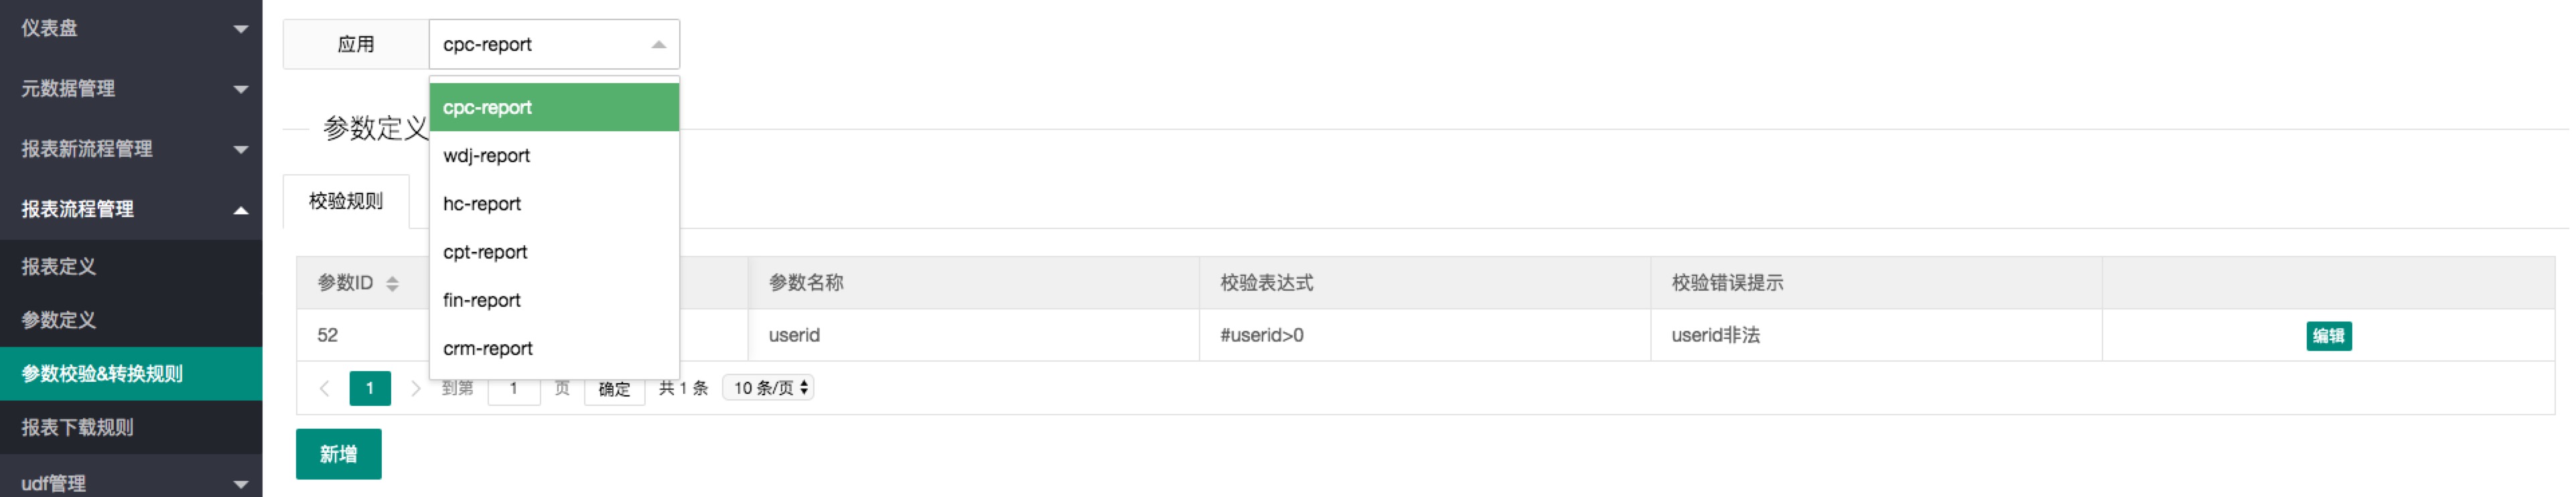 仪表盘
元数据管理
报表新流程管理
报表流程管理
报表定义
参数定义
参数校验&转换规则
报表下载规则
udf管理
应用
cpc-report
cpc-report
wdj-report
hc-report
cpt-report
fin-report
crm-report
参数定义
校验规则
参数ID 参数名称 校验表达式 校验错误提示
52 userid #userid>0 userid非法 编辑
1 到第 1 页 确定 共 1 条 10 条/页
新增